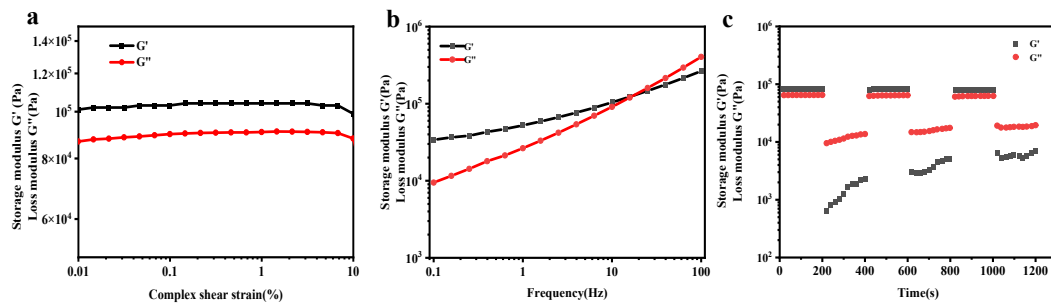 a
Storage modulus G'(Pa)
Loss modulus G''(Pa)
1.4×10⁵
1.2×10⁵
10⁵
8×10⁴
6×10⁴
G'
G''
0.01 0.1 1 10
Complex shear strain(%)
b
Storage modulus G'(Pa)
Loss modulus G''(Pa)
10⁶
10⁵
10⁴
10³
G'
G''
0.1 1 10 100
Frequency(Hz)
c
Storage modulus G'(Pa)
Loss modulus G''(Pa)
10⁶
10⁵
10⁴
10³
10²
G'
G''
0 200 400 600 800 1000 1200
Time(s)